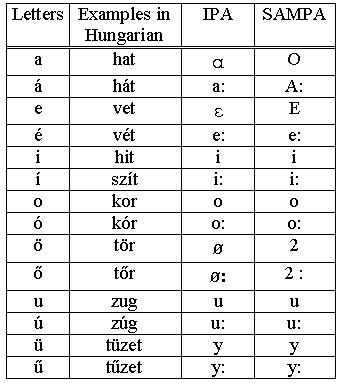 Letters Examples in Hungarian IPA SAMPA
a hat ɑ O
á hát a: A:
e vet ε E
é vét e: e:
i hit i i
í szít i: i:
o kor o o
ó kór o: o:
ö tör ø 2
ő tőr ø: 2 :
u zug u u
ú zúg u: u:
ü tüzet y y
ű tűzet y: y: